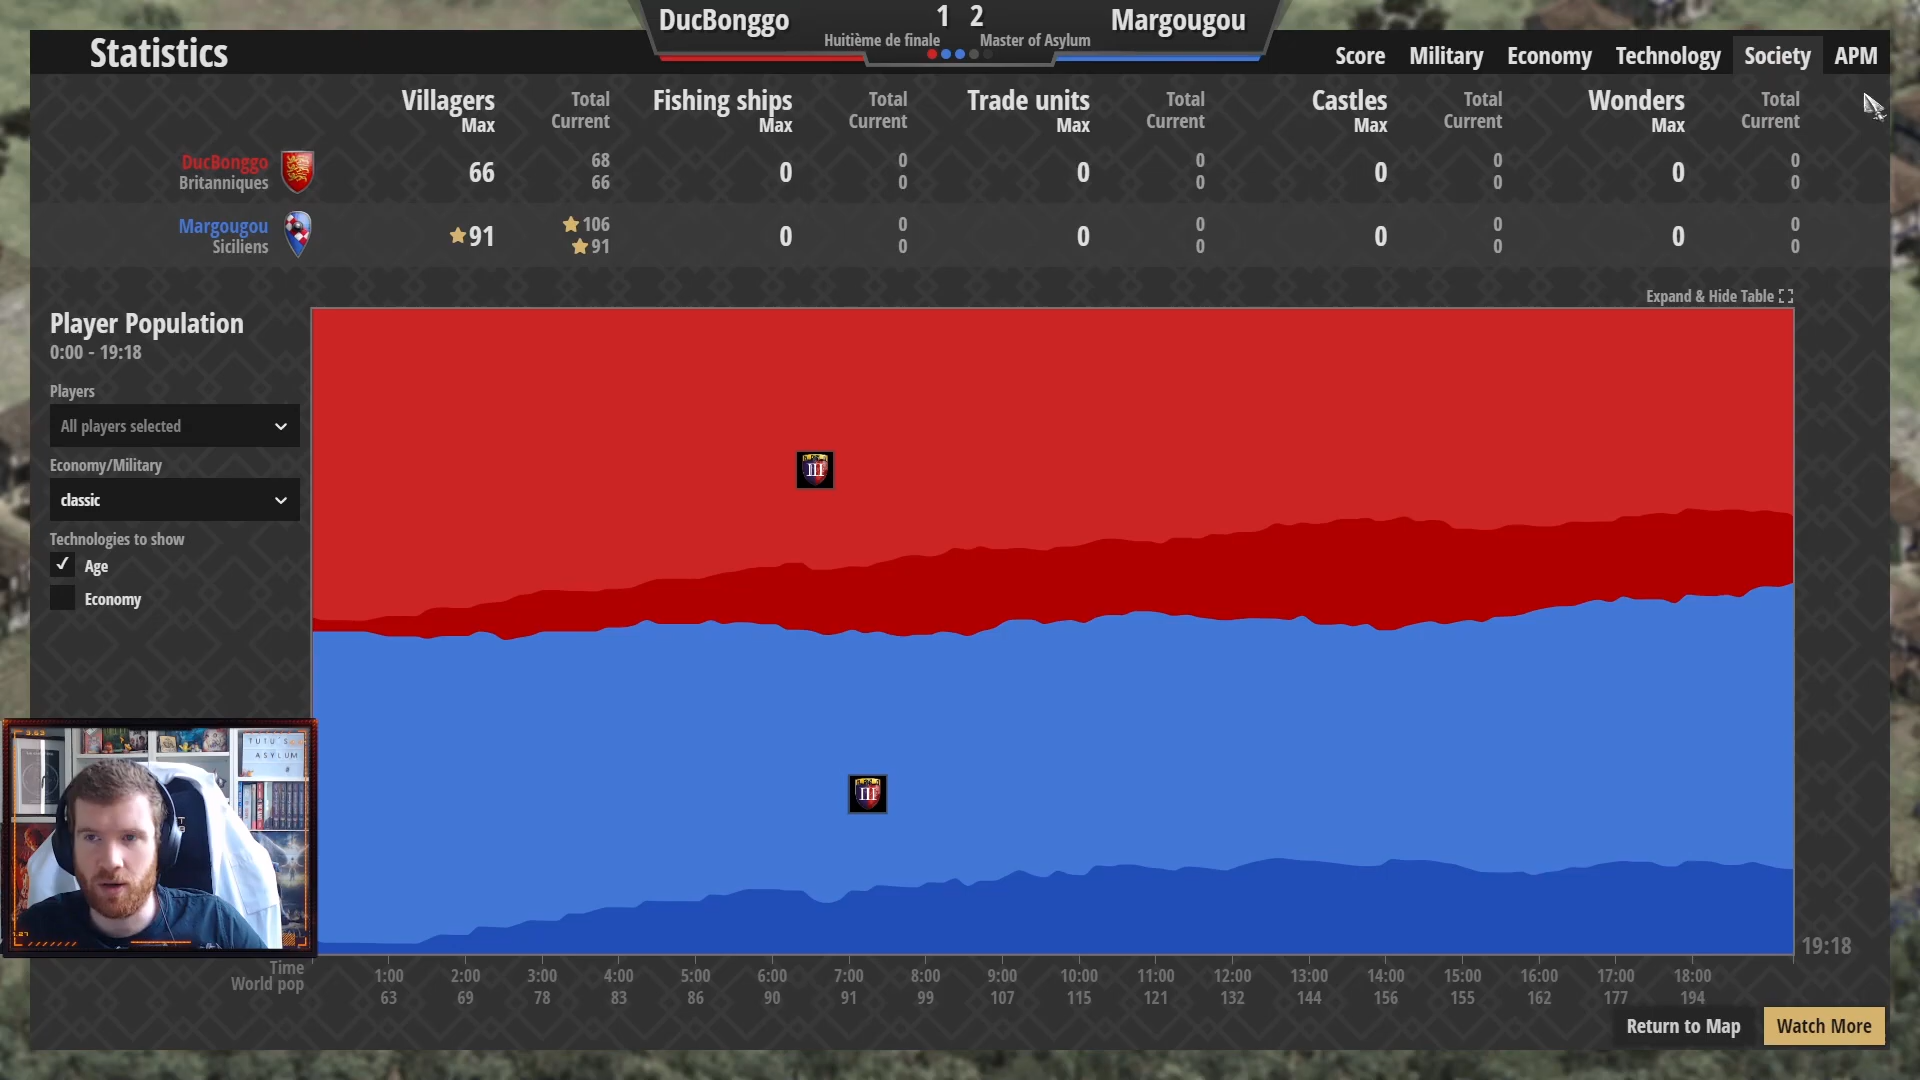 DucBonggo
1 2
Margougou
Huitième de finale
Master of Asylum
Statistics
Score
Military
Economy
Technology
Society
APM
Villagers
Max
Total
Current
Fishing ships
Max
Total
Current
Trade units
Max
Total
Current
Castles
Max
Total
Current
Wonders
Max
Total
Current
DucBonggo
Britanniques
66
68
66
0
0
0
0
0
0
0
0
0
0
0
0
Margougou
Siciliens
91
106
91
0
0
0
0
0
0
0
0
0
0
0
0
Expand & Hide Table
Player Population
0:00 - 19:18
Players
All players selected
Economy/Military
classic
Technologies to show
Age
Economy
III
III
TUTU'S
ASYLUM
19:18
Time
1:00 2:00 3:00 4:00 5:00 6:00 7:00 8:00 9:00 10:00 11:00 12:00 13:00 14:00 15:00 16:00 17:00 18:00
World pop
63 69 78 83 86 90 91 99 107 115 121 132 144 156 155 162 177 194
Return to Map
Watch More